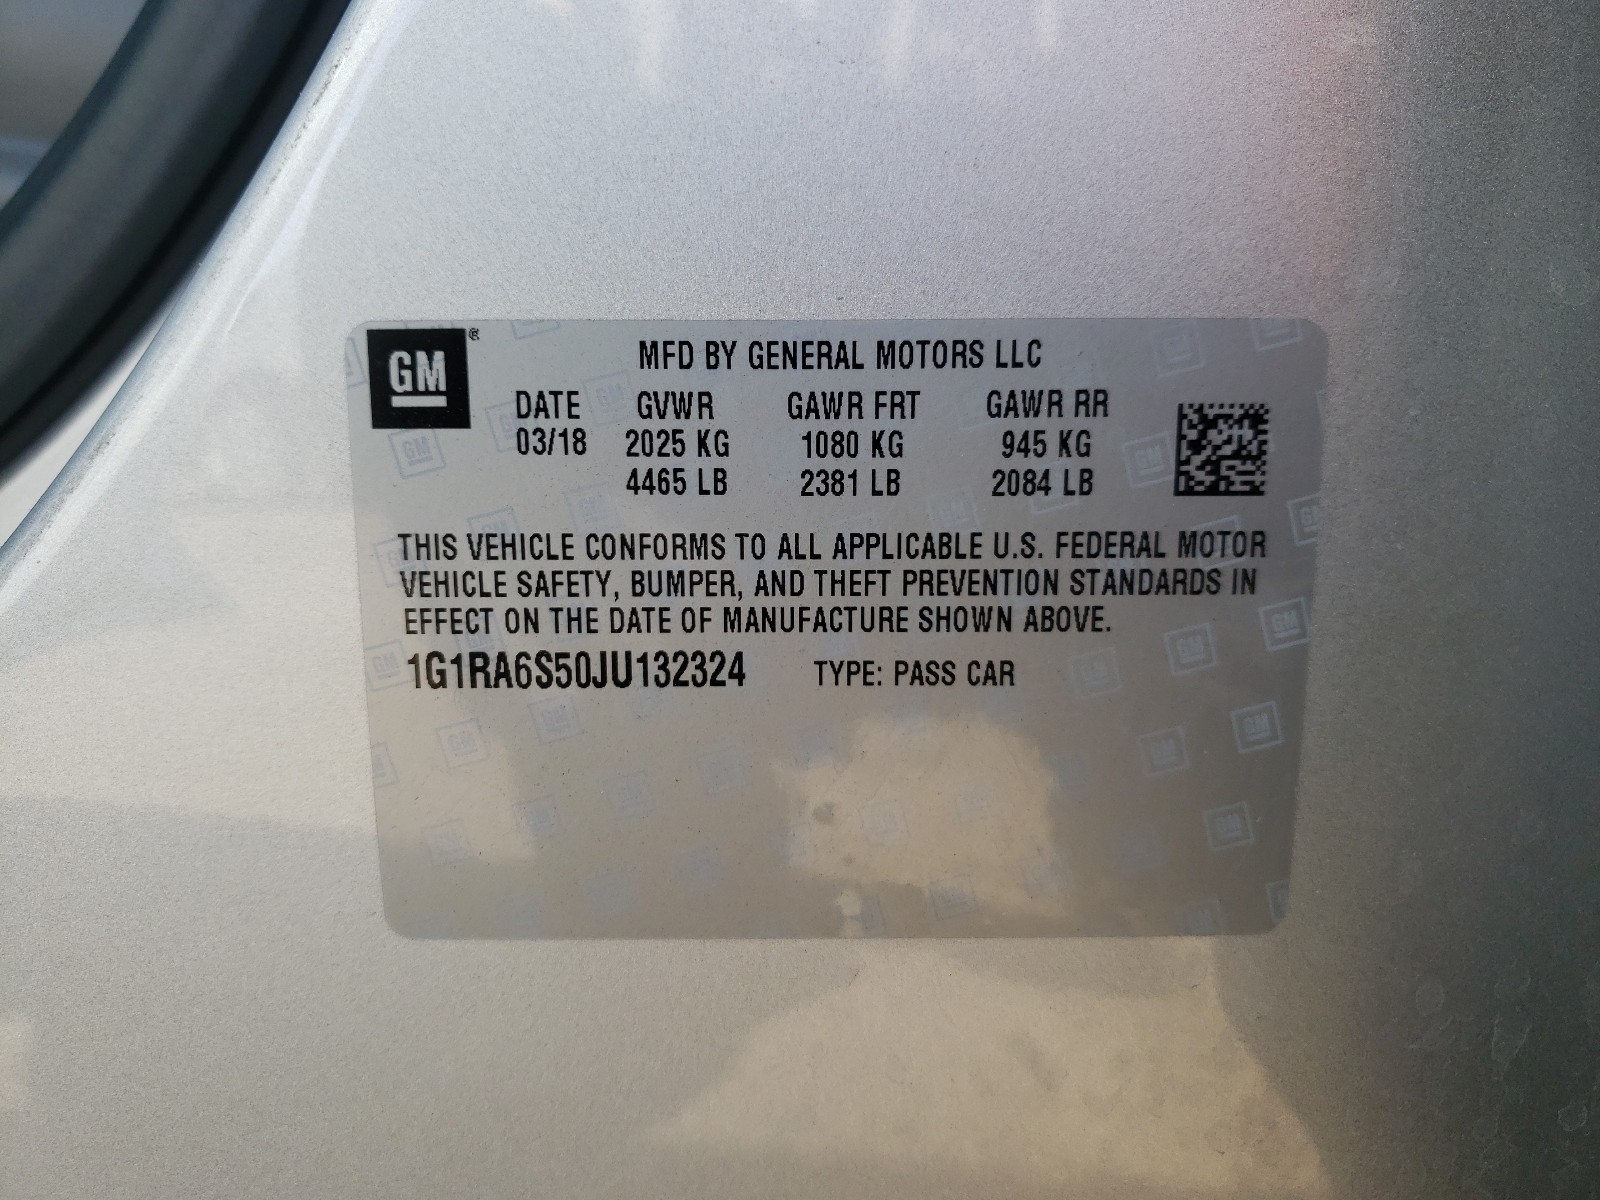 GM ®
MFD BY GENERAL MOTORS LLC
DATE GVWR GAWR FRT GAWR RR
03/18 2025 KG 1080 KG 945 KG
4465 LB 2381 LB 2084 LB
THIS VEHICLE CONFORMS TO ALL APPLICABLE U.S. FEDERAL MOTOR
VEHICLE SAFETY, BUMPER, AND THEFT PREVENTION STANDARDS IN
EFFECT ON THE DATE OF MANUFACTURE SHOWN ABOVE.
1G1RA6S50JU132324 TYPE: PASS CAR